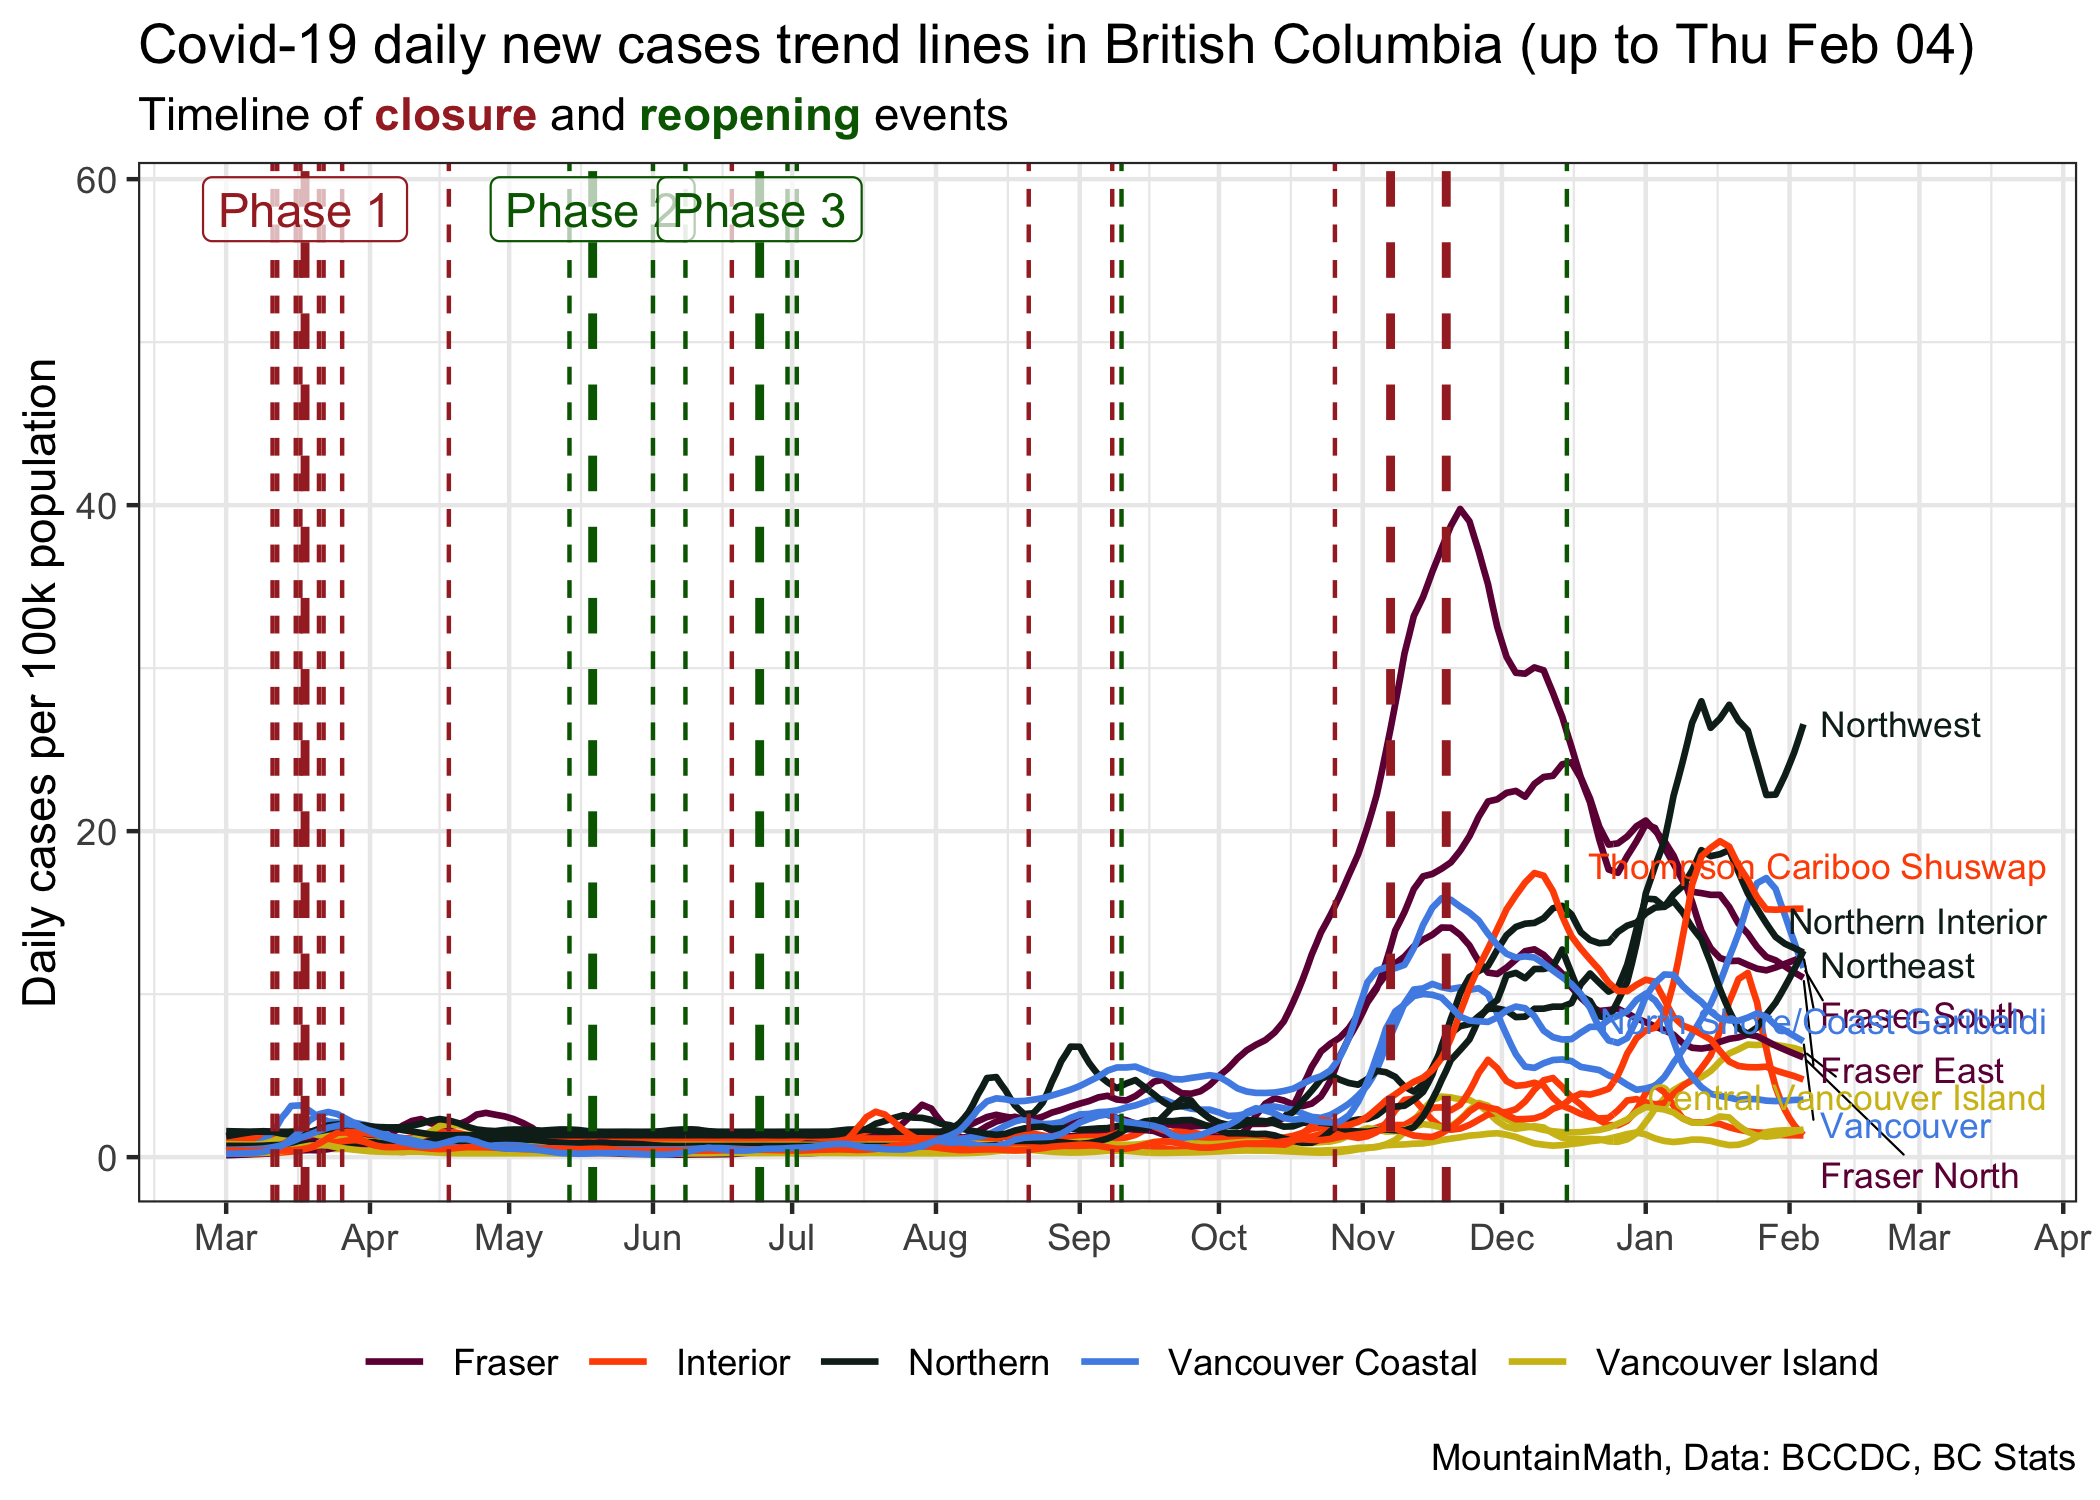 Covid-19 daily new cases trend lines in British Columbia (up to Thu Feb 04)
Timeline of closure and reopening events
Daily cases per 100k population
60
40
20
0
Phase 1
Phase 2
Phase 3
Northwest
Thompson Cariboo Shuswap
Northern Interior
Northeast
Fraser South
North Shore/Coast Garibaldi
Fraser East
Central Vancouver Island
Vancouver
Fraser North
Mar Apr May Jun Jul Aug Sep Oct Nov Dec Jan Feb Mar Apr
Fraser Interior Northern Vancouver Coastal Vancouver Island
MountainMath, Data: BCCDC, BC Stats